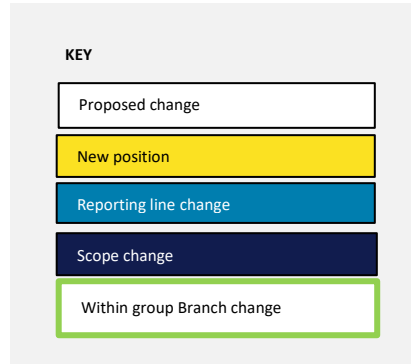 KEY
Proposed change
New position
Reporting line change
Scope change
Within group Branch change